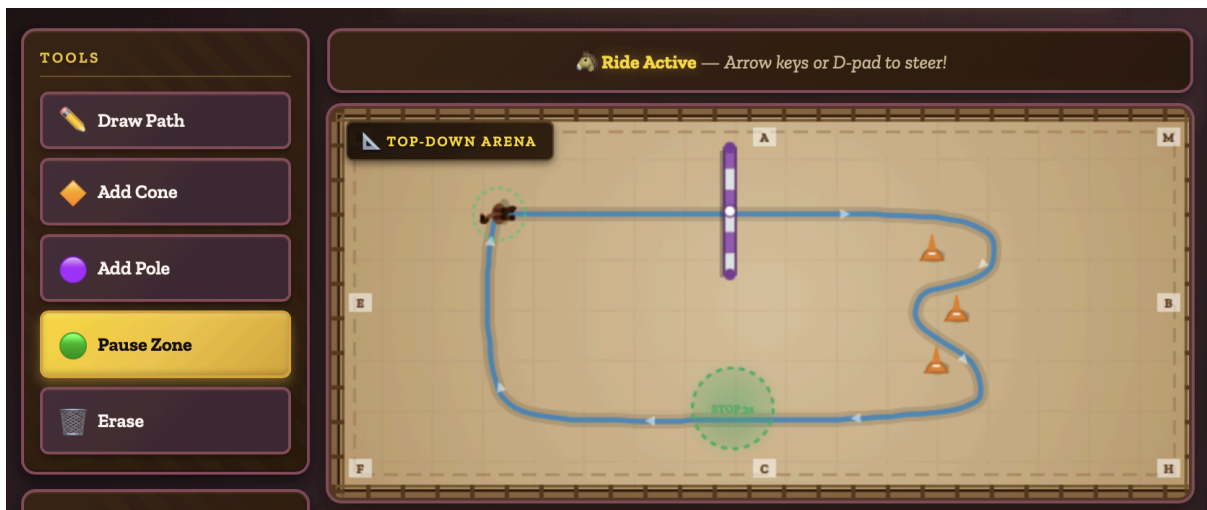 TOOLS
Draw Path
Add Cone
Add Pole
Pause Zone
Erase
Ride Active — Arrow keys or D-pad to steer!
TOP-DOWN ARENA
A
M
E
B
STOP 3s
F
C
H